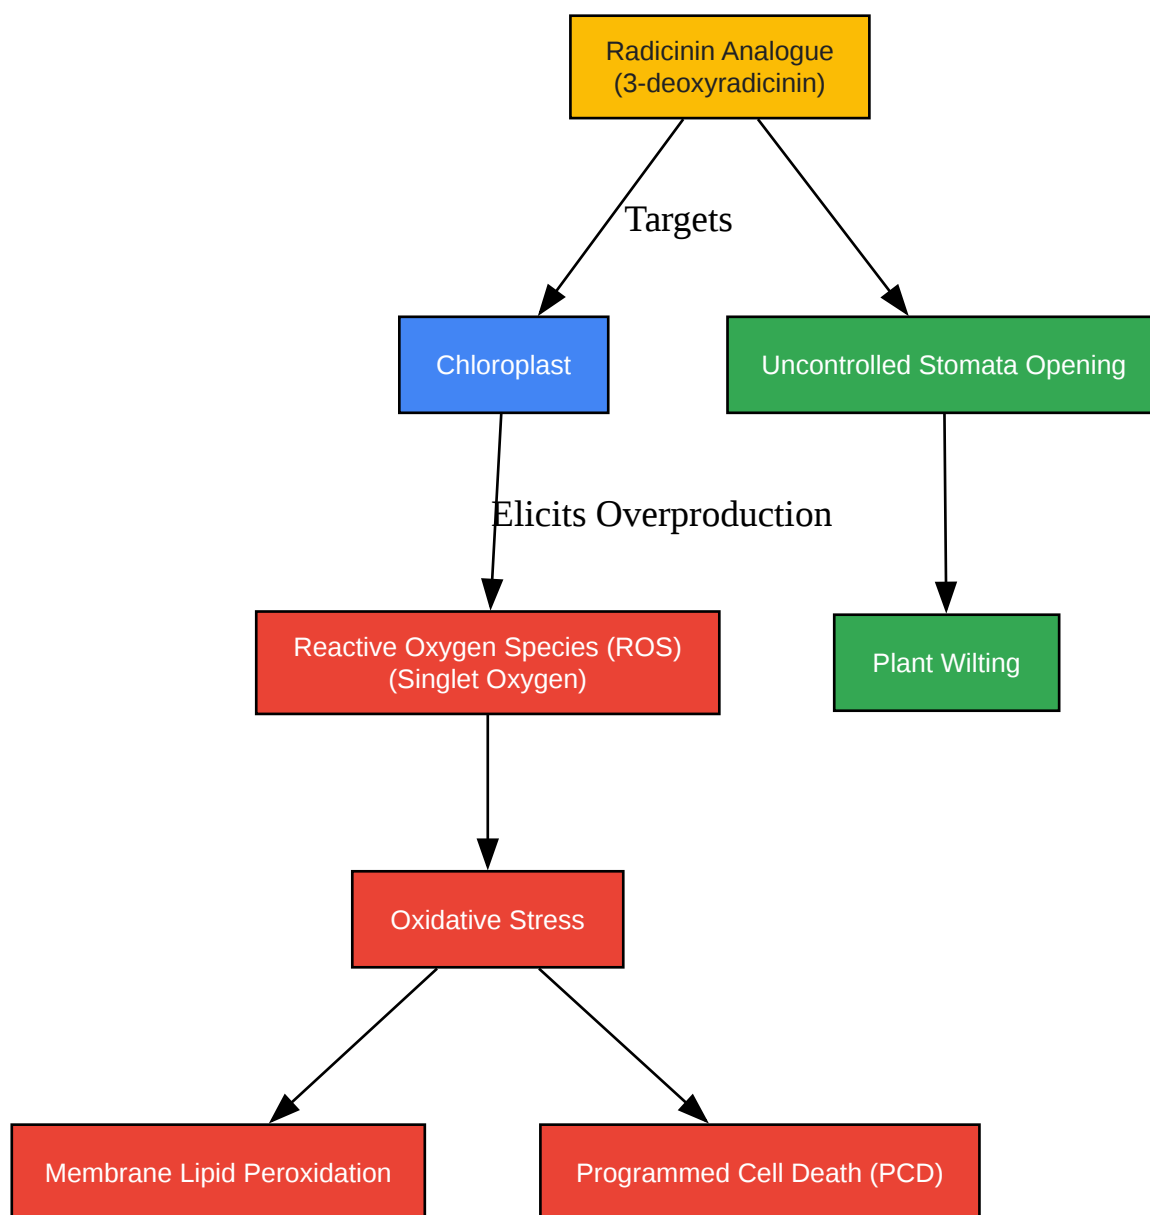 Radicinin Analogue
(3-deoxyradicinin)
Targets
Chloroplast
Uncontrolled Stomata Opening
Elicits Overproduction
Reactive Oxygen Species (ROS)
(Singlet Oxygen)
Plant Wilting
Oxidative Stress
Membrane Lipid Peroxidation
Programmed Cell Death (PCD)